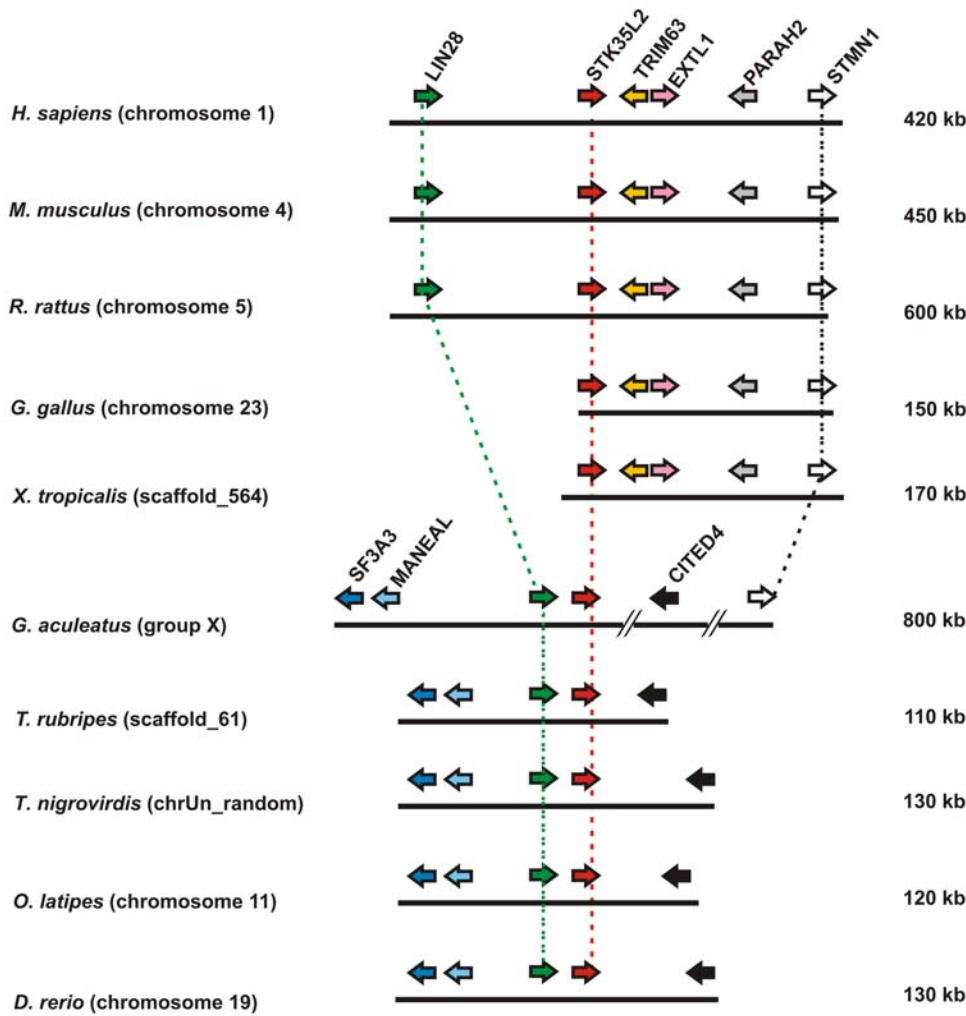 LIN28
STK35L2
TRIM63
EXTL1
PARAH2
STMN1
H. sapiens (chromosome 1)
420 kb
M. musculus (chromosome 4)
450 kb
R. rattus (chromosome 5)
600 kb
G. gallus (chromosome 23)
150 kb
X. tropicalis (scaffold_564)
170 kb
SF3A3
MANEAL
CITED4
G. aculeatus (group X)
800 kb
T. rubripes (scaffold_61)
110 kb
T. nigrovirdis (chrUn_random)
130 kb
O. latipes (chromosome 11)
120 kb
D. rerio (chromosome 19)
130 kb